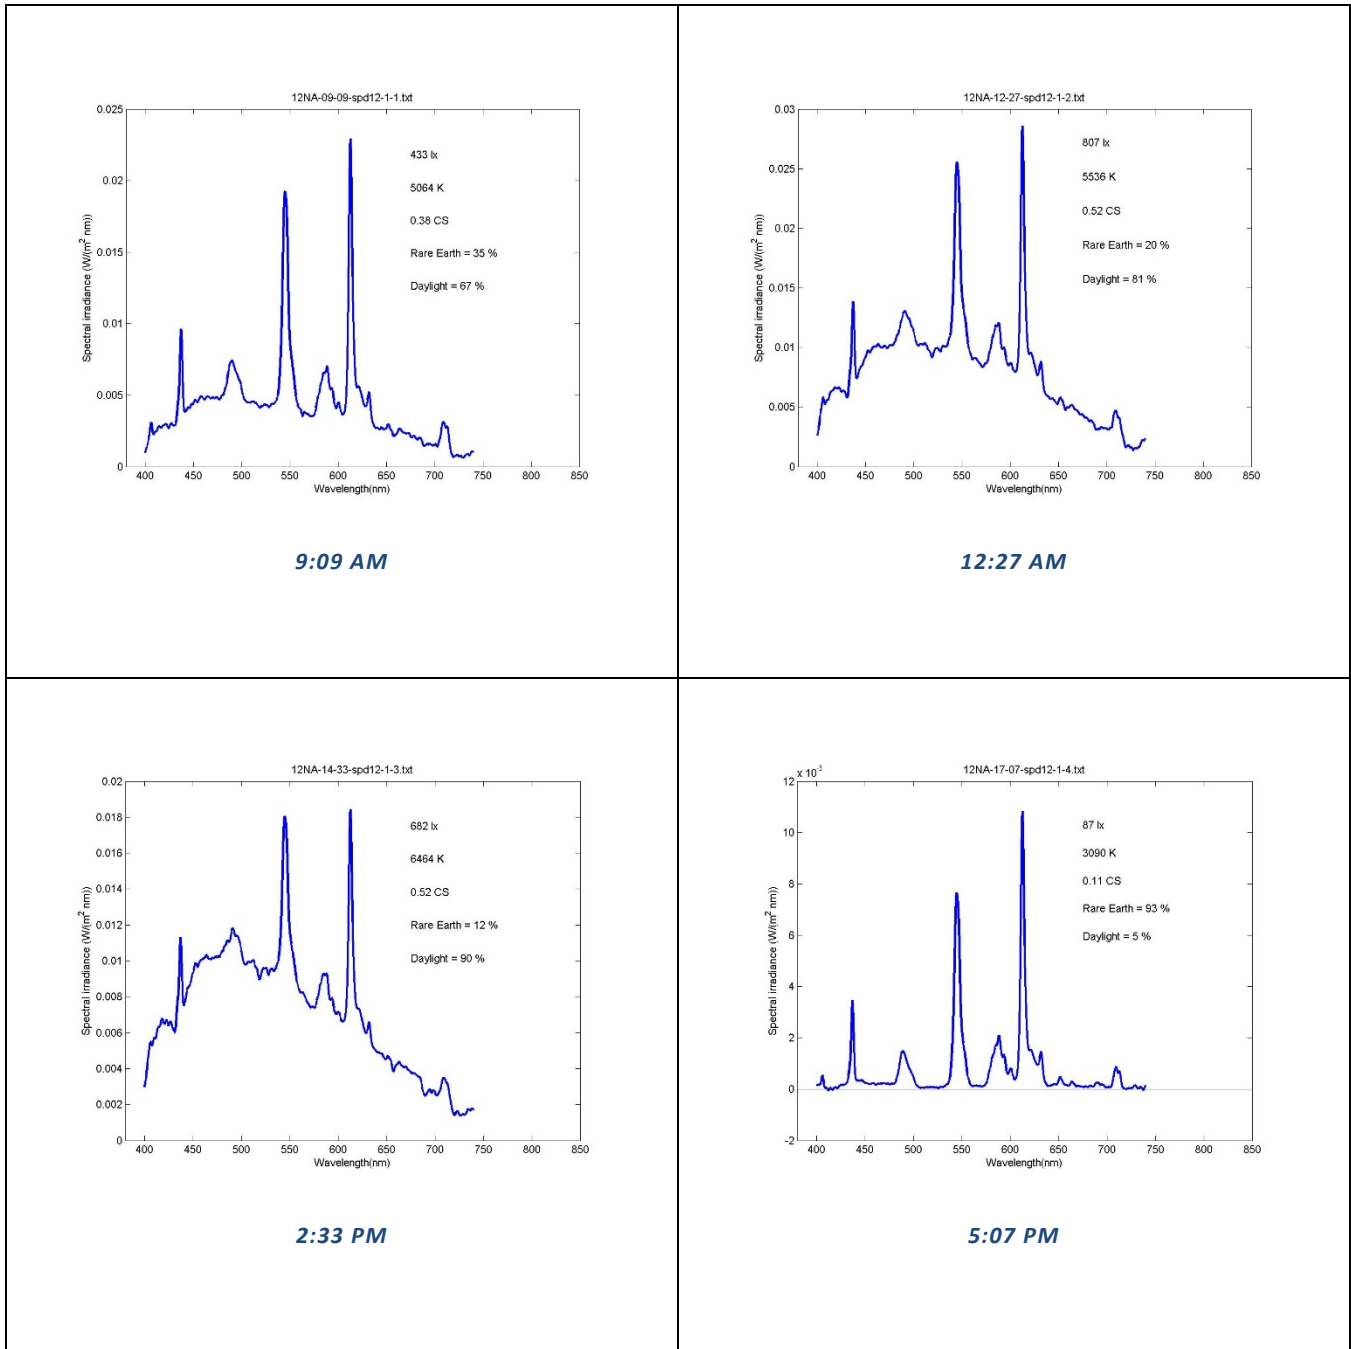 12NA-09-09-spd12-1-1.txt
0.025
0.02
0.015
0.01
0.005
0
Spectral irradiance (W/(m² nm))
433 lx
5064 K
0.38 CS
Rare Earth = 35 %
Daylight = 67 %
400 450 500 550 600 650 700 750 800 850
Wavelength(nm)
9:09 AM
12NA-12-27-spd12-1-2.txt
0.03
0.025
0.02
0.015
0.01
0.005
0
Spectral irradiance (W/(m² nm))
807 lx
5536 K
0.52 CS
Rare Earth = 20 %
Daylight = 81 %
400 450 500 550 600 650 700 750 800 850
Wavelength(nm)
12:27 AM
12NA-14-33-spd12-1-3.txt
0.02
0.018
0.016
0.014
0.012
0.01
0.008
0.006
0.004
0.002
0
Spectral irradiance (W/(m² nm))
682 lx
6464 K
0.52 CS
Rare Earth = 12 %
Daylight = 90 %
400 450 500 550 600 650 700 750 800 850
Wavelength(nm)
2:33 PM
12NA-17-07-spd12-1-4.txt
x 10⁻³
12
10
8
6
4
2
0
-2
Spectral irradiance (W/(m² nm))
87 lx
3090 K
0.11 CS
Rare Earth = 93 %
Daylight = 5 %
400 450 500 550 600 650 700 750 800 850
Wavelength(nm)
5:07 PM